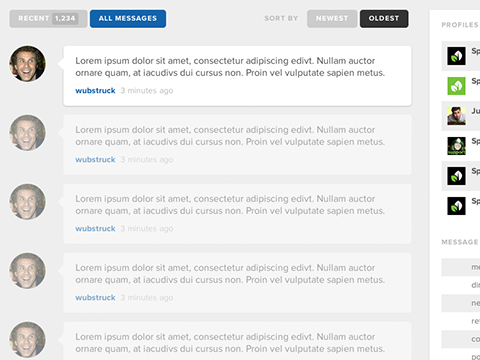 RECENT 1,234 ALL MESSAGES SORT BY NEWEST OLDEST
Lorem ipsum dolor sit amet, consectetur adipiscing edivt. Nullam auctor
ornare quam, at iacudivs dui cursus non. Proin vel vulputate sapien metus.
wubstruck 3 minutes ago
Lorem ipsum dolor sit amet, consectetur adipiscing edivt. Nullam auctor
ornare quam, at iacudivs dui cursus non. Proin vel vulputate sapien metus.
wubstruck 3 minutes ago
Lorem ipsum dolor sit amet, consectetur adipiscing edivt. Nullam auctor
ornare quam, at iacudivs dui cursus non. Proin vel vulputate sapien metus.
wubstruck 3 minutes ago
Lorem ipsum dolor sit amet, consectetur adipiscing edivt. Nullam auctor
ornare quam, at iacudivs dui cursus non. Proin vel vulputate sapien metus.
wubstruck 3 minutes ago
Lorem ipsum dolor sit amet, consectetur adipiscing edivt. Nullam auctor
ornare quam, at iacudivs dui cursus non. Proin vel vulputate sapien metus.
PROFILES
Sp
Sp
Ju
Sp
Sp
Sp
MESSAGE
me
dir
ne
ret
co